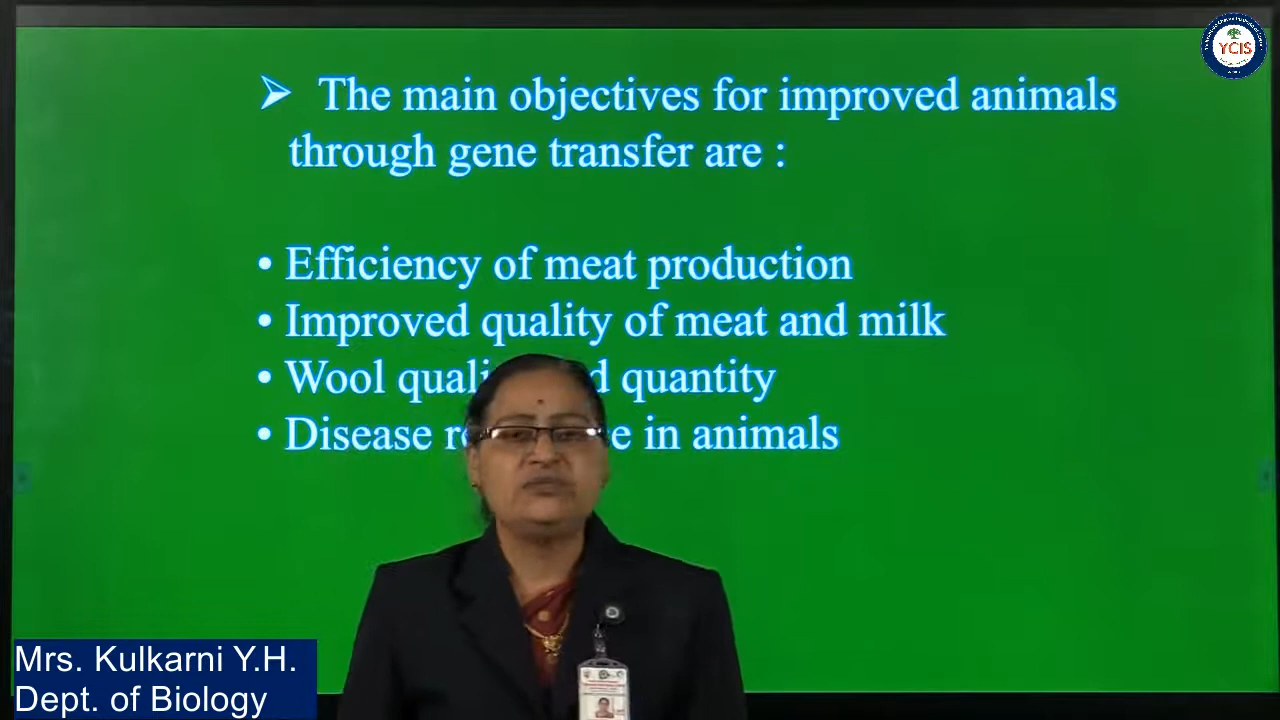 YCIS
➢ The main objectives for improved animals
through gene transfer are :
• Efficiency of meat production
• Improved quality of meat and milk
• Wool quantity
• Disease in animals
Mrs. Kulkarni Y.H.
Dept. of Biology